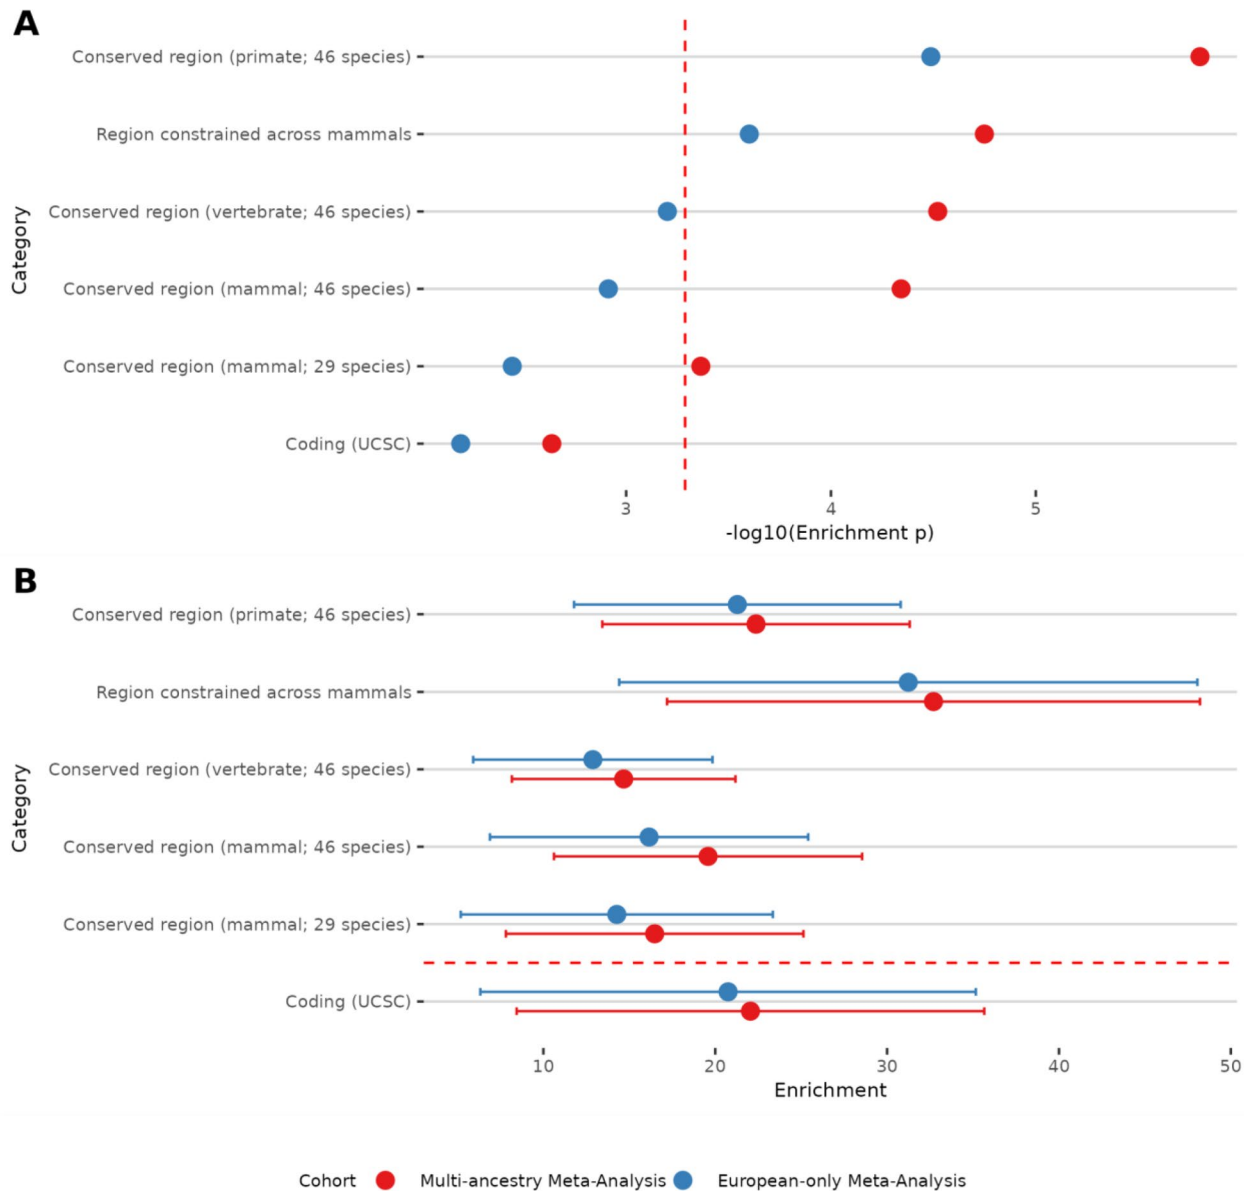 A
Category
Conserved region (primate; 46 species)
Region constrained across mammals
Conserved region (vertebrate; 46 species)
Conserved region (mammal; 46 species)
Conserved region (mammal; 29 species)
Coding (UCSC)
3 4 5
-log10(Enrichment p)
B
Category
Conserved region (primate; 46 species)
Region constrained across mammals
Conserved region (vertebrate; 46 species)
Conserved region (mammal; 46 species)
Conserved region (mammal; 29 species)
Coding (UCSC)
10 20 30 40 50
Enrichment
Cohort Multi-ancestry Meta-Analysis European-only Meta-Analysis